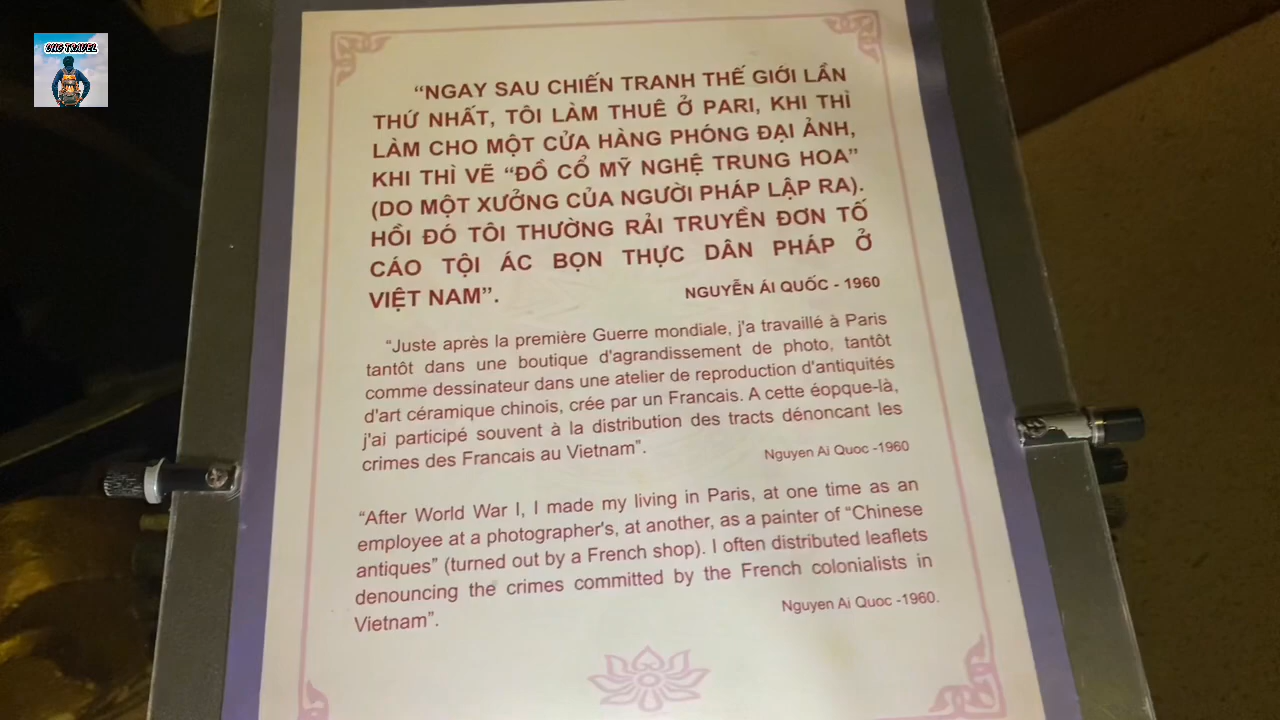 UNG TRAVEL
“NGAY SAU CHIẾN TRANH THẾ GIỚI LẦN
THỨ NHẤT, TÔI LÀM THUÊ Ở PARI, KHI THÌ
LÀM CHO MỘT CỬA HÀNG PHÓNG ĐẠI ẢNH,
KHI THÌ VẼ “ĐỒ CỔ MỸ NGHỆ TRUNG HOA”
(DO MỘT XƯỞNG CỦA NGƯỜI PHÁP LẬP RA).
HỒI ĐÓ TÔI THƯỜNG RẢI TRUYỀN ĐƠN TỐ
CÁO TỘI ÁC BỌN THỰC DÂN PHÁP Ở
VIỆT NAM”.
NGUYỄN ÁI QUỐC - 1960
“Juste après la première Guerre mondiale, j'a travaillé à Paris
tantôt dans une boutique d'agrandissement de photo, tantôt
comme dessinateur dans une atelier de reproduction d'antiquités
d'art céramique chinois, crée par un Francais. A cette éopque-là,
j'ai participé souvent à la distribution des tracts dénoncant les
crimes des Francais au Vietnam”.
Nguyen Ai Quoc -1960
“After World War I, I made my living in Paris, at one time as an
employee at a photographer's, at another, as a painter of “Chinese
antiques” (turned out by a French shop). I often distributed leaflets
denouncing the crimes committed by the French colonialists in
Vietnam”.
Nguyen Ai Quoc -1960.